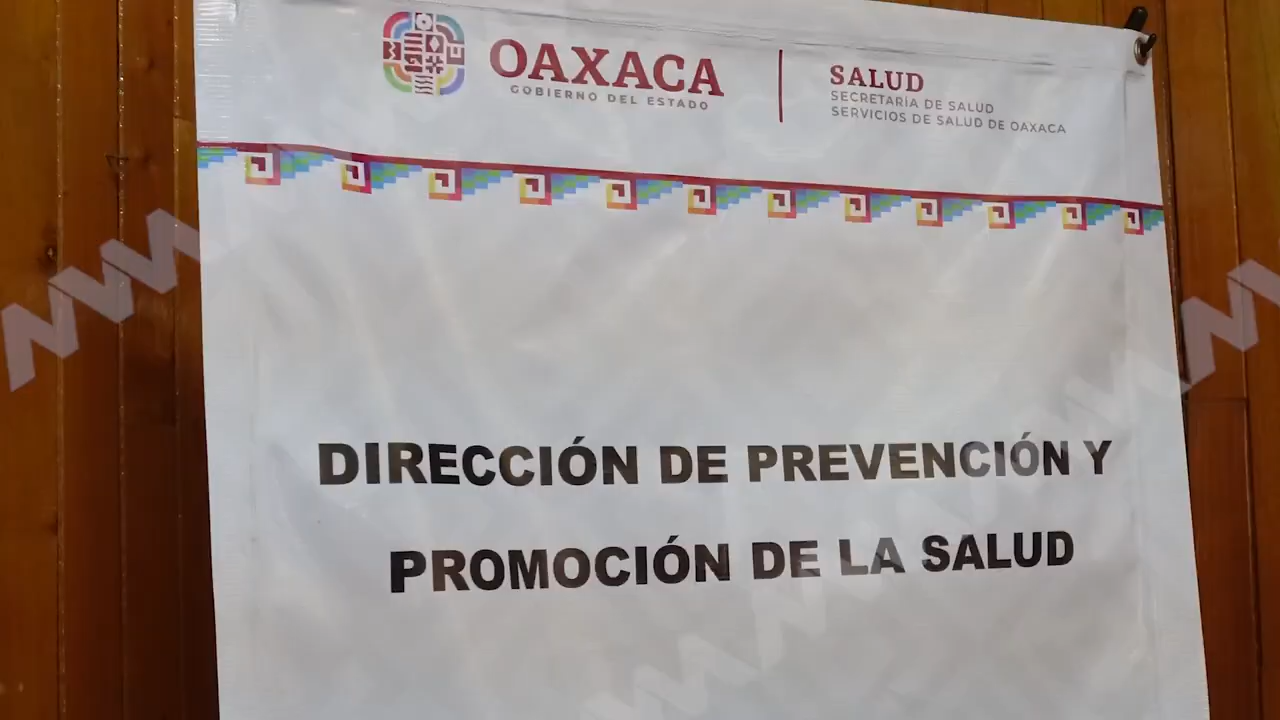 OAXACA
GOBIERNO DEL ESTADO
SALUD
SECRETARÍA DE SALUD
SERVICIOS DE SALUD DE OAXACA
DIRECCIÓN DE PREVENCIÓN Y
PROMOCIÓN DE LA SALUD